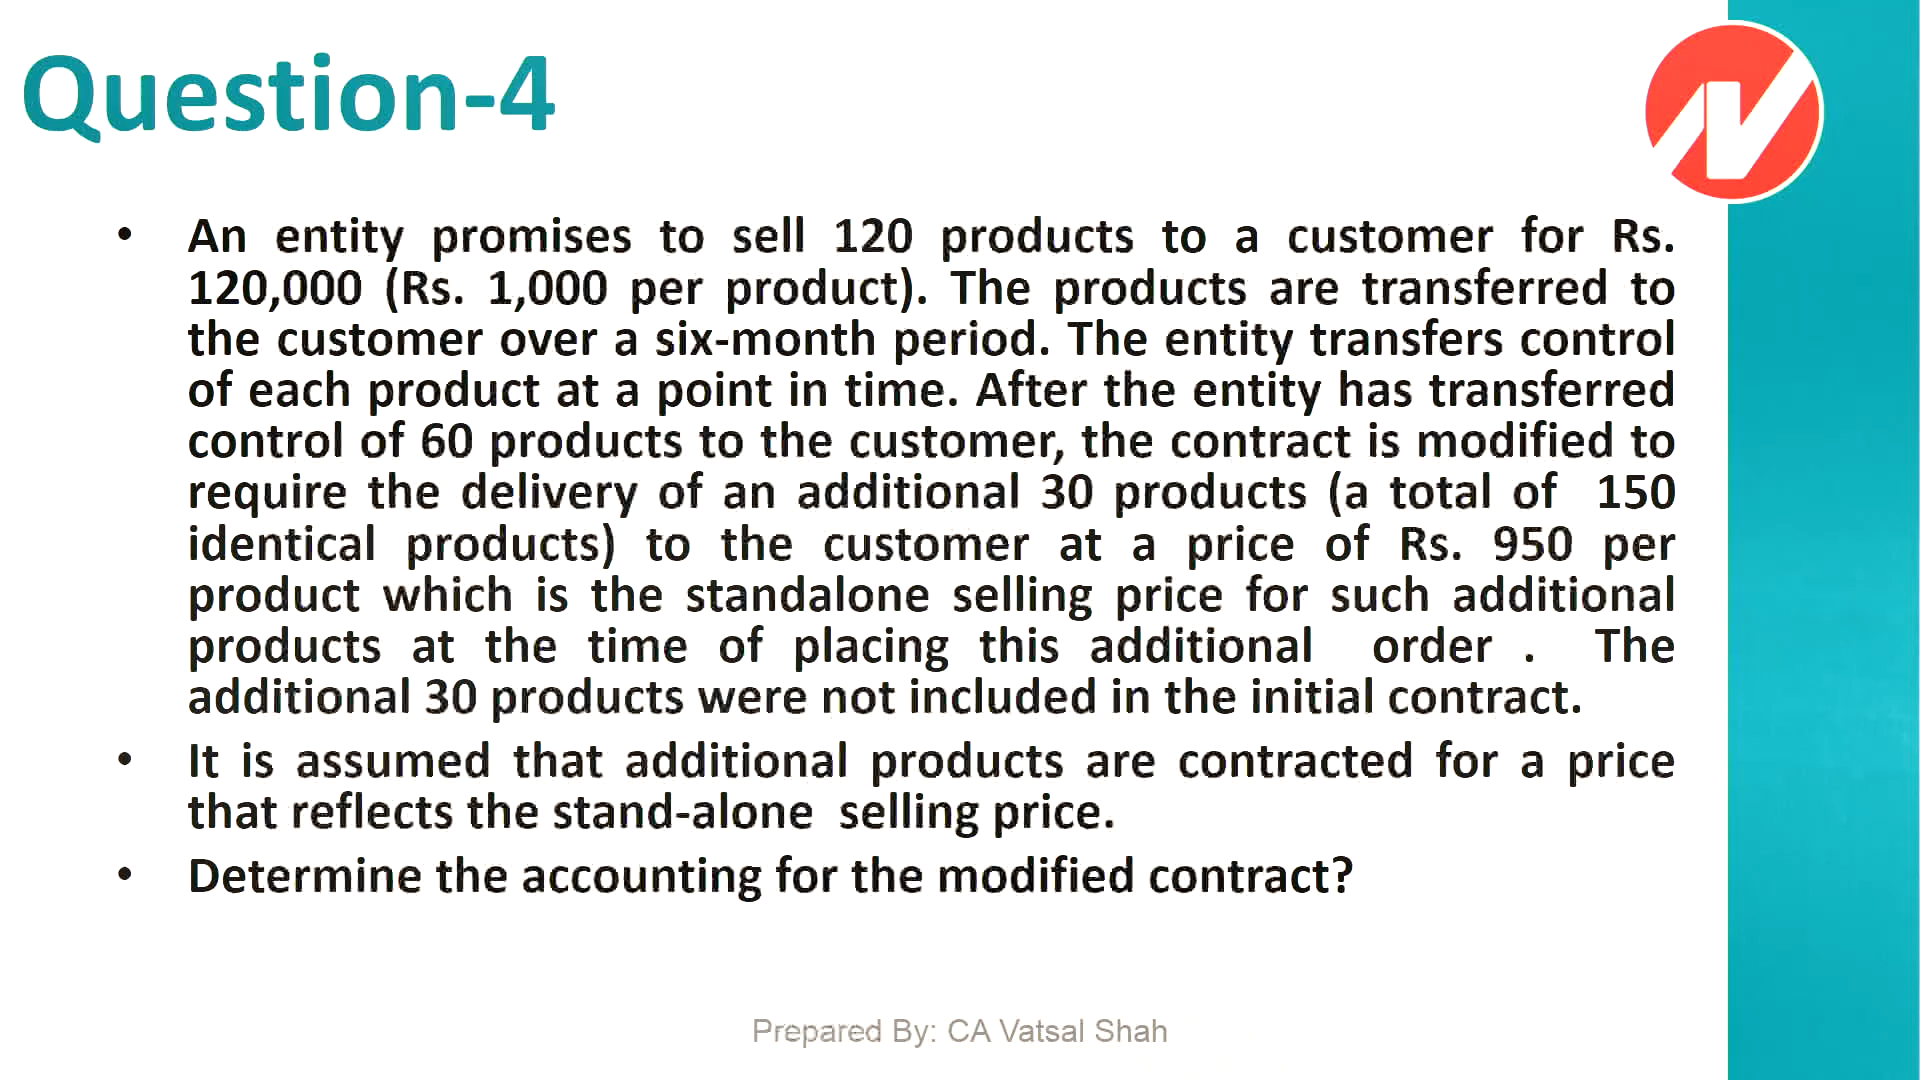 Question-4
• An entity promises to sell 120 products to a customer for Rs.
120,000 (Rs. 1,000 per product). The products are transferred to
the customer over a six-month period. The entity transfers control
of each product at a point in time. After the entity has transferred
control of 60 products to the customer, the contract is modified to
require the delivery of an additional 30 products (a total of 150
identical products) to the customer at a price of Rs. 950 per
product which is the standalone selling price for such additional
products at the time of placing this additional order . The
additional 30 products were not included in the initial contract.
• It is assumed that additional products are contracted for a price
that reflects the stand-alone selling price.
• Determine the accounting for the modified contract?
Prepared By: CA Vatsal Shah